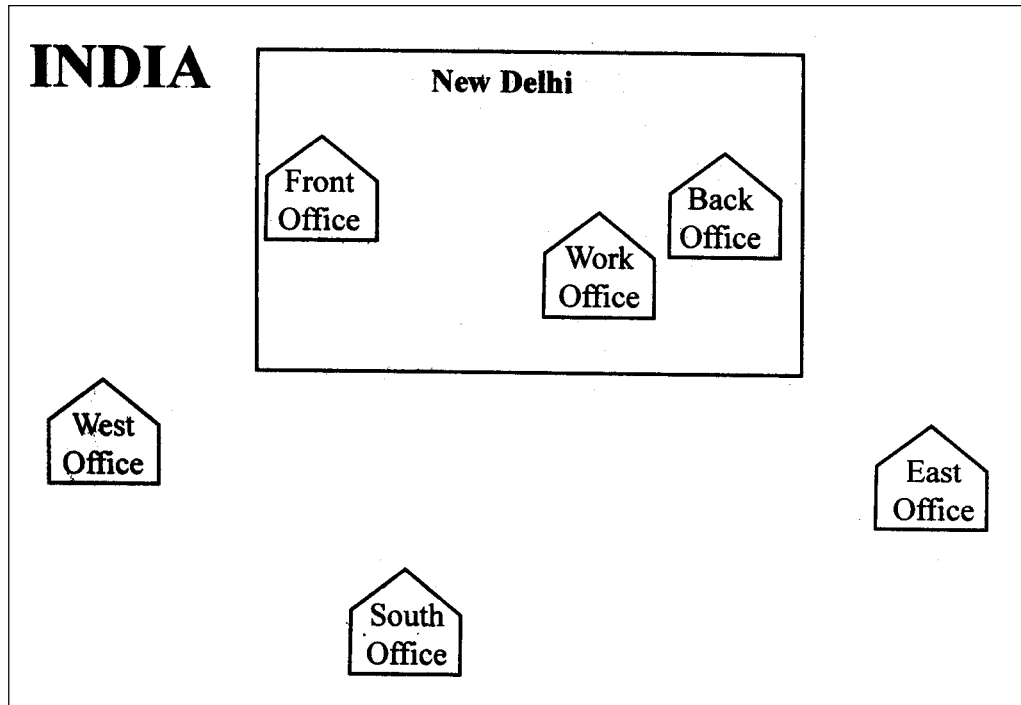 INDIA
New Delhi
Front
Office
Back
Office
Work
Office
West
Office
East
Office
South
Office